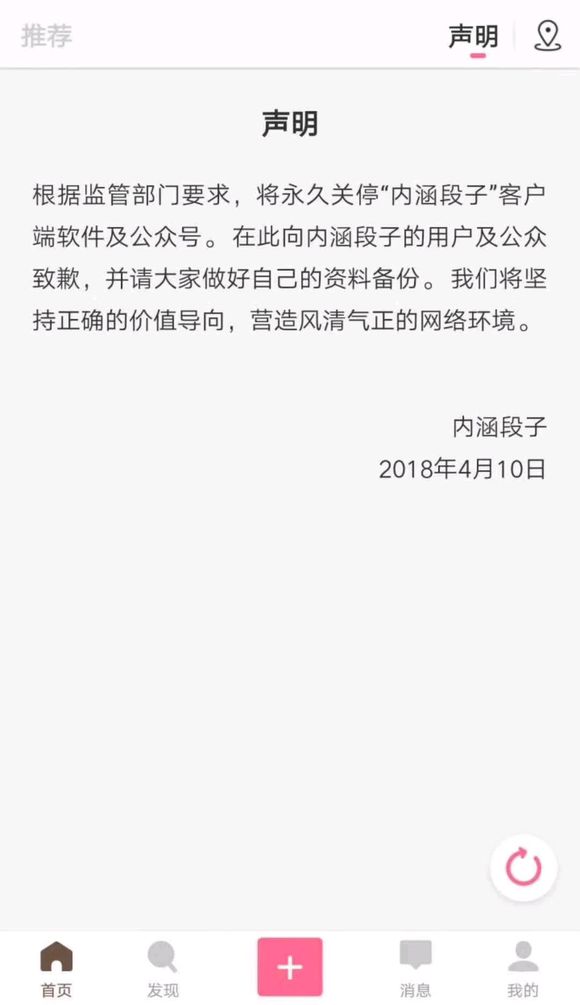 推荐
声明
声明
根据监管部门要求，将永久关停“内涵段子”客户
端软件及公众号。在此向内涵段子的用户及公众
致歉，并请大家做好自己的资料备份。我们将坚
持正确的价值导向，营造风清气正的网络环境。
内涵段子
2018年4月10日
首页
发现
消息
我的